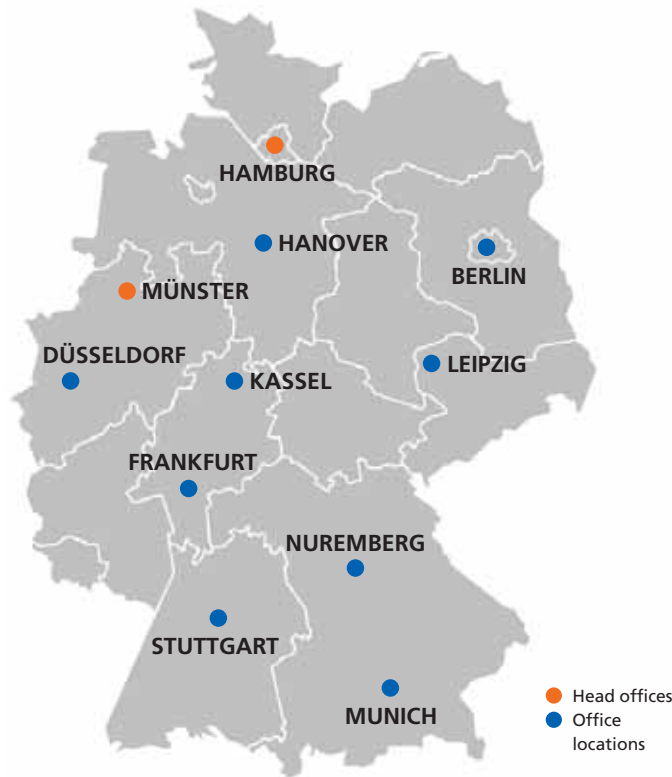 HAMBURG
HANOVER
BERLIN
MÜNSTER
DÜSSELDORF
LEIPZIG
KASSEL
FRANKFURT
NUREMBERG
STUTTGART
MUNICH
Head offices
Office
locations